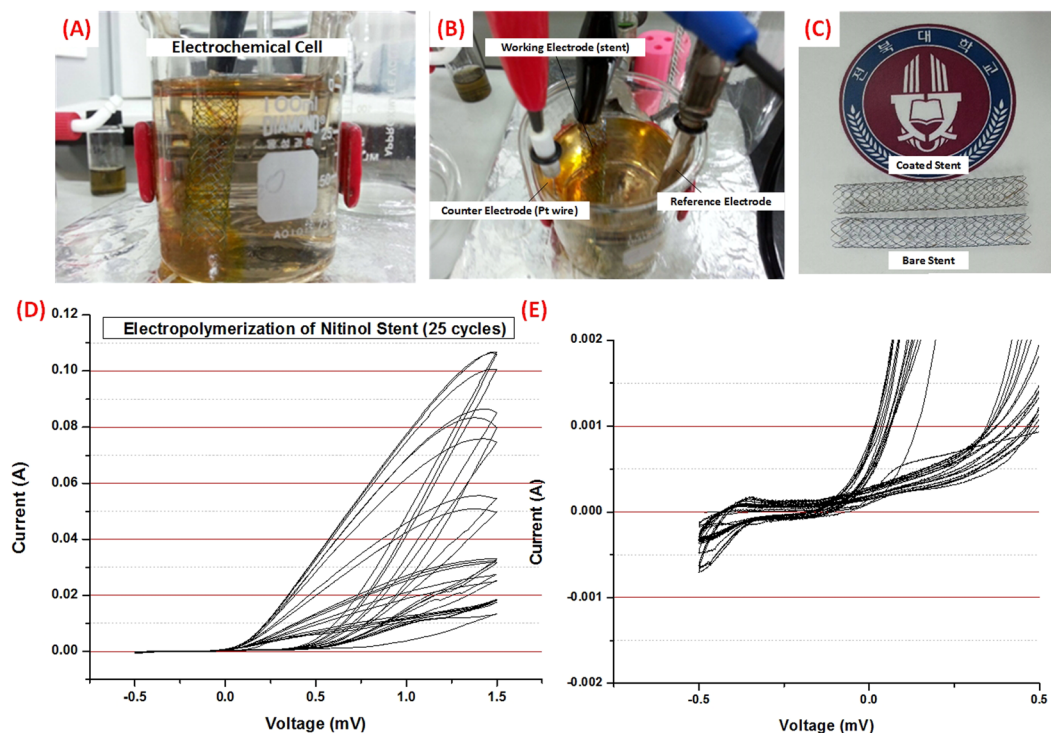 (A)
Electrochemical Cell
100ml
(B)
Working Electrode (stent)
Counter Electrode (Pt wire)
Reference Electrode
(C)
전북대학교
Coated Stent
Bare Stent
(D)
Electropolymerization of Nitinol Stent (25 cycles)
0.12
0.10
0.08
0.06
0.04
0.02
0.00
Current (A)
-0.5
0.0
0.5
1.0
1.5
Voltage (mV)
(E)
0.002
0.001
0.000
-0.001
-0.002
Current (A)
-0.5
0.0
0.5
Voltage (mV)